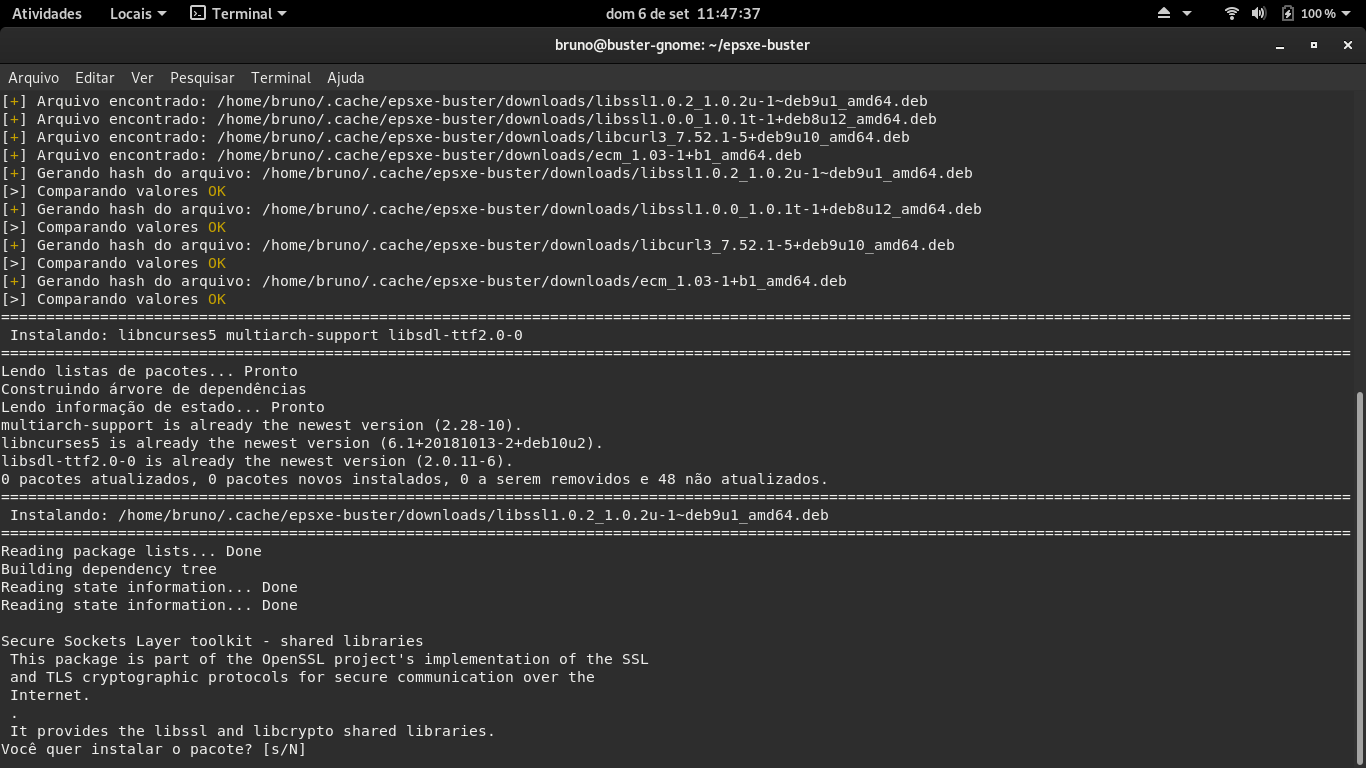 Atividades Locais Terminal dom 6 de set 11:47:37 100 %
bruno@buster-gnome: ~/epsxe-buster
Arquivo Editar Ver Pesquisar Terminal Ajuda
[+] Arquivo encontrado: /home/bruno/.cache/epsxe-buster/downloads/libssl1.0.2_1.0.2u-1~deb9u1_amd64.deb
[+] Arquivo encontrado: /home/bruno/.cache/epsxe-buster/downloads/libssl1.0.0_1.0.1t-1+deb8u12_amd64.deb
[+] Arquivo encontrado: /home/bruno/.cache/epsxe-buster/downloads/libcurl3_7.52.1-5+deb9u10_amd64.deb
[+] Arquivo encontrado: /home/bruno/.cache/epsxe-buster/downloads/ecm_1.03-1+b1_amd64.deb
[+] Gerando hash do arquivo: /home/bruno/.cache/epsxe-buster/downloads/libssl1.0.2_1.0.2u-1~deb9u1_amd64.deb
[>] Comparando valores OK
[+] Gerando hash do arquivo: /home/bruno/.cache/epsxe-buster/downloads/libssl1.0.0_1.0.1t-1+deb8u12_amd64.deb
[>] Comparando valores OK
[+] Gerando hash do arquivo: /home/bruno/.cache/epsxe-buster/downloads/libcurl3_7.52.1-5+deb9u10_amd64.deb
[>] Comparando valores OK
[+] Gerando hash do arquivo: /home/bruno/.cache/epsxe-buster/downloads/ecm_1.03-1+b1_amd64.deb
[>] Comparando valores OK
======================================================================================================================================================
Instalando: libncurses5 multiarch-support libsdl-ttf2.0-0
======================================================================================================================================================
Lendo listas de pacotes... Pronto
Construindo árvore de dependências
Lendo informação de estado... Pronto
multiarch-support is already the newest version (2.28-10).
libncurses5 is already the newest version (6.1+20181013-2+deb10u2).
libsdl-ttf2.0-0 is already the newest version (2.0.11-6).
0 pacotes atualizados, 0 pacotes novos instalados, 0 a serem removidos e 48 não atualizados.
======================================================================================================================================================
Instalando: /home/bruno/.cache/epsxe-buster/downloads/libssl1.0.2_1.0.2u-1~deb9u1_amd64.deb
======================================================================================================================================================
Reading package lists... Done
Building dependency tree
Reading state information... Done
Reading state information... Done
Secure Sockets Layer toolkit - shared libraries
This package is part of the OpenSSL project's implementation of the SSL
and TLS cryptographic protocols for secure communication over the
Internet.
.
It provides the libssl and libcrypto shared libraries.
Você quer instalar o pacote? [s/N]